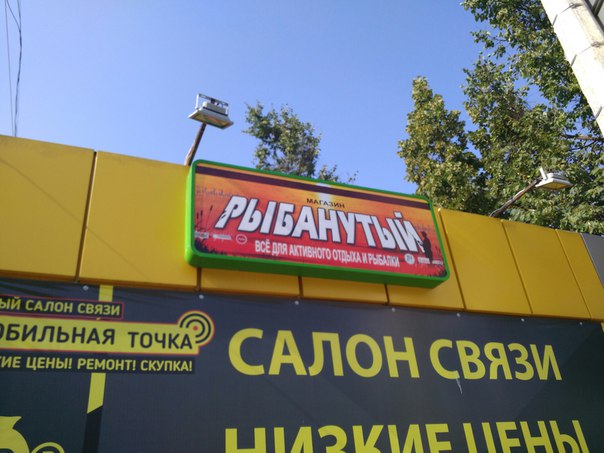 МАГАЗИН
РЫБАНУТЫЙ
ВСЁ ДЛЯ АКТИВНОГО ОТДЫХА И РЫБАЛКИ
ЫЙ САЛОН СВЯЗИ
ОБИЛЬНАЯ ТОЧКА
ИЕ ЦЕНЫ! РЕМОНТ! СКУПКА!
САЛОН СВЯЗИ
НИЗКИЕ ЦЕНЫ